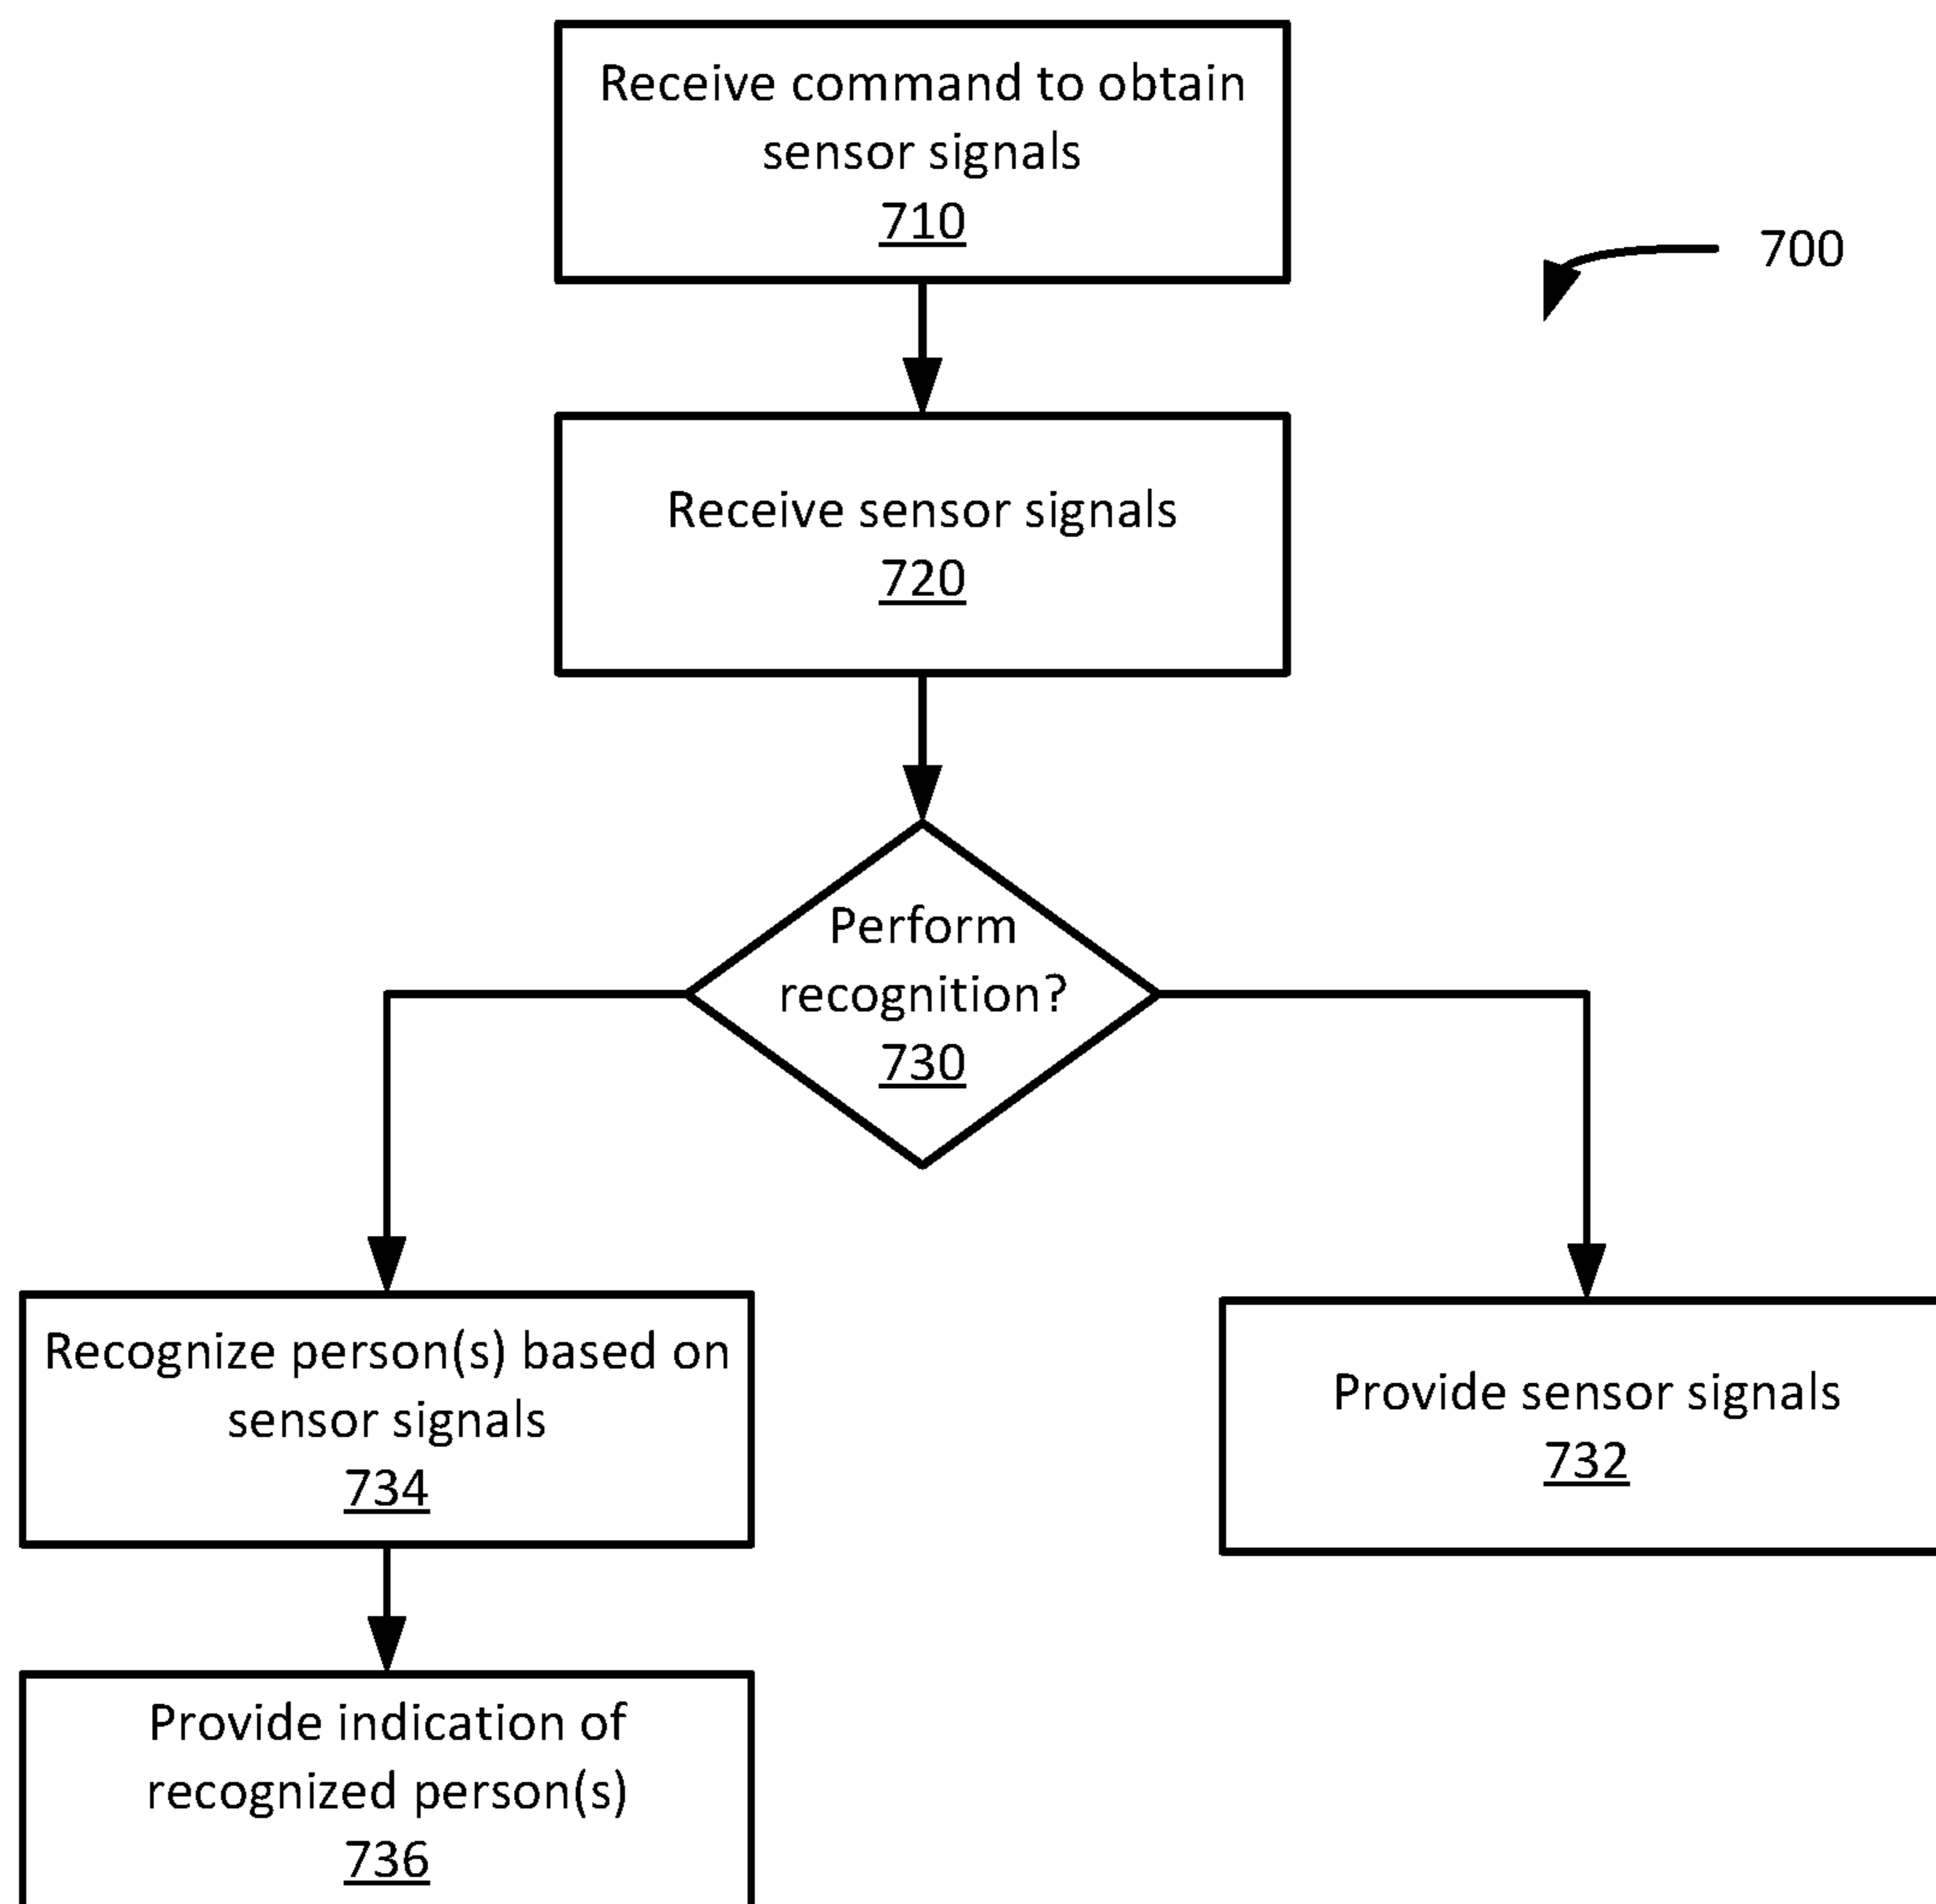 Receive command to obtain
sensor signals
710
700
Receive sensor signals
720
Perform
recognition?
730
Recognize person(s) based on
sensor signals
734
Provide sensor signals
732
Provide indication of
recognized person(s)
736